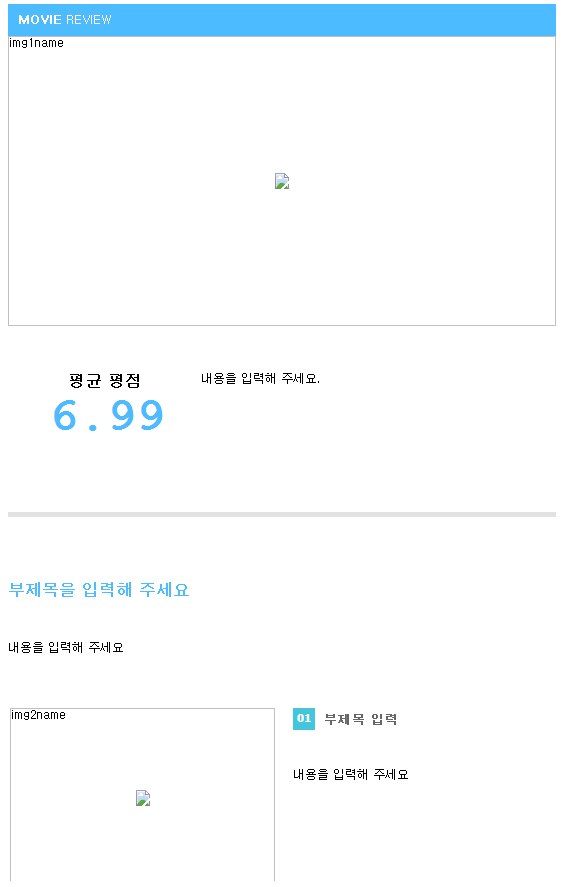 MOVIE REVIEW
img1name
평균 평점
6.99
내용을 입력해 주세요.
부제목을 입력해 주세요
내용을 입력해 주세요
img2name
01 부제목 입력
내용을 입력해 주세요